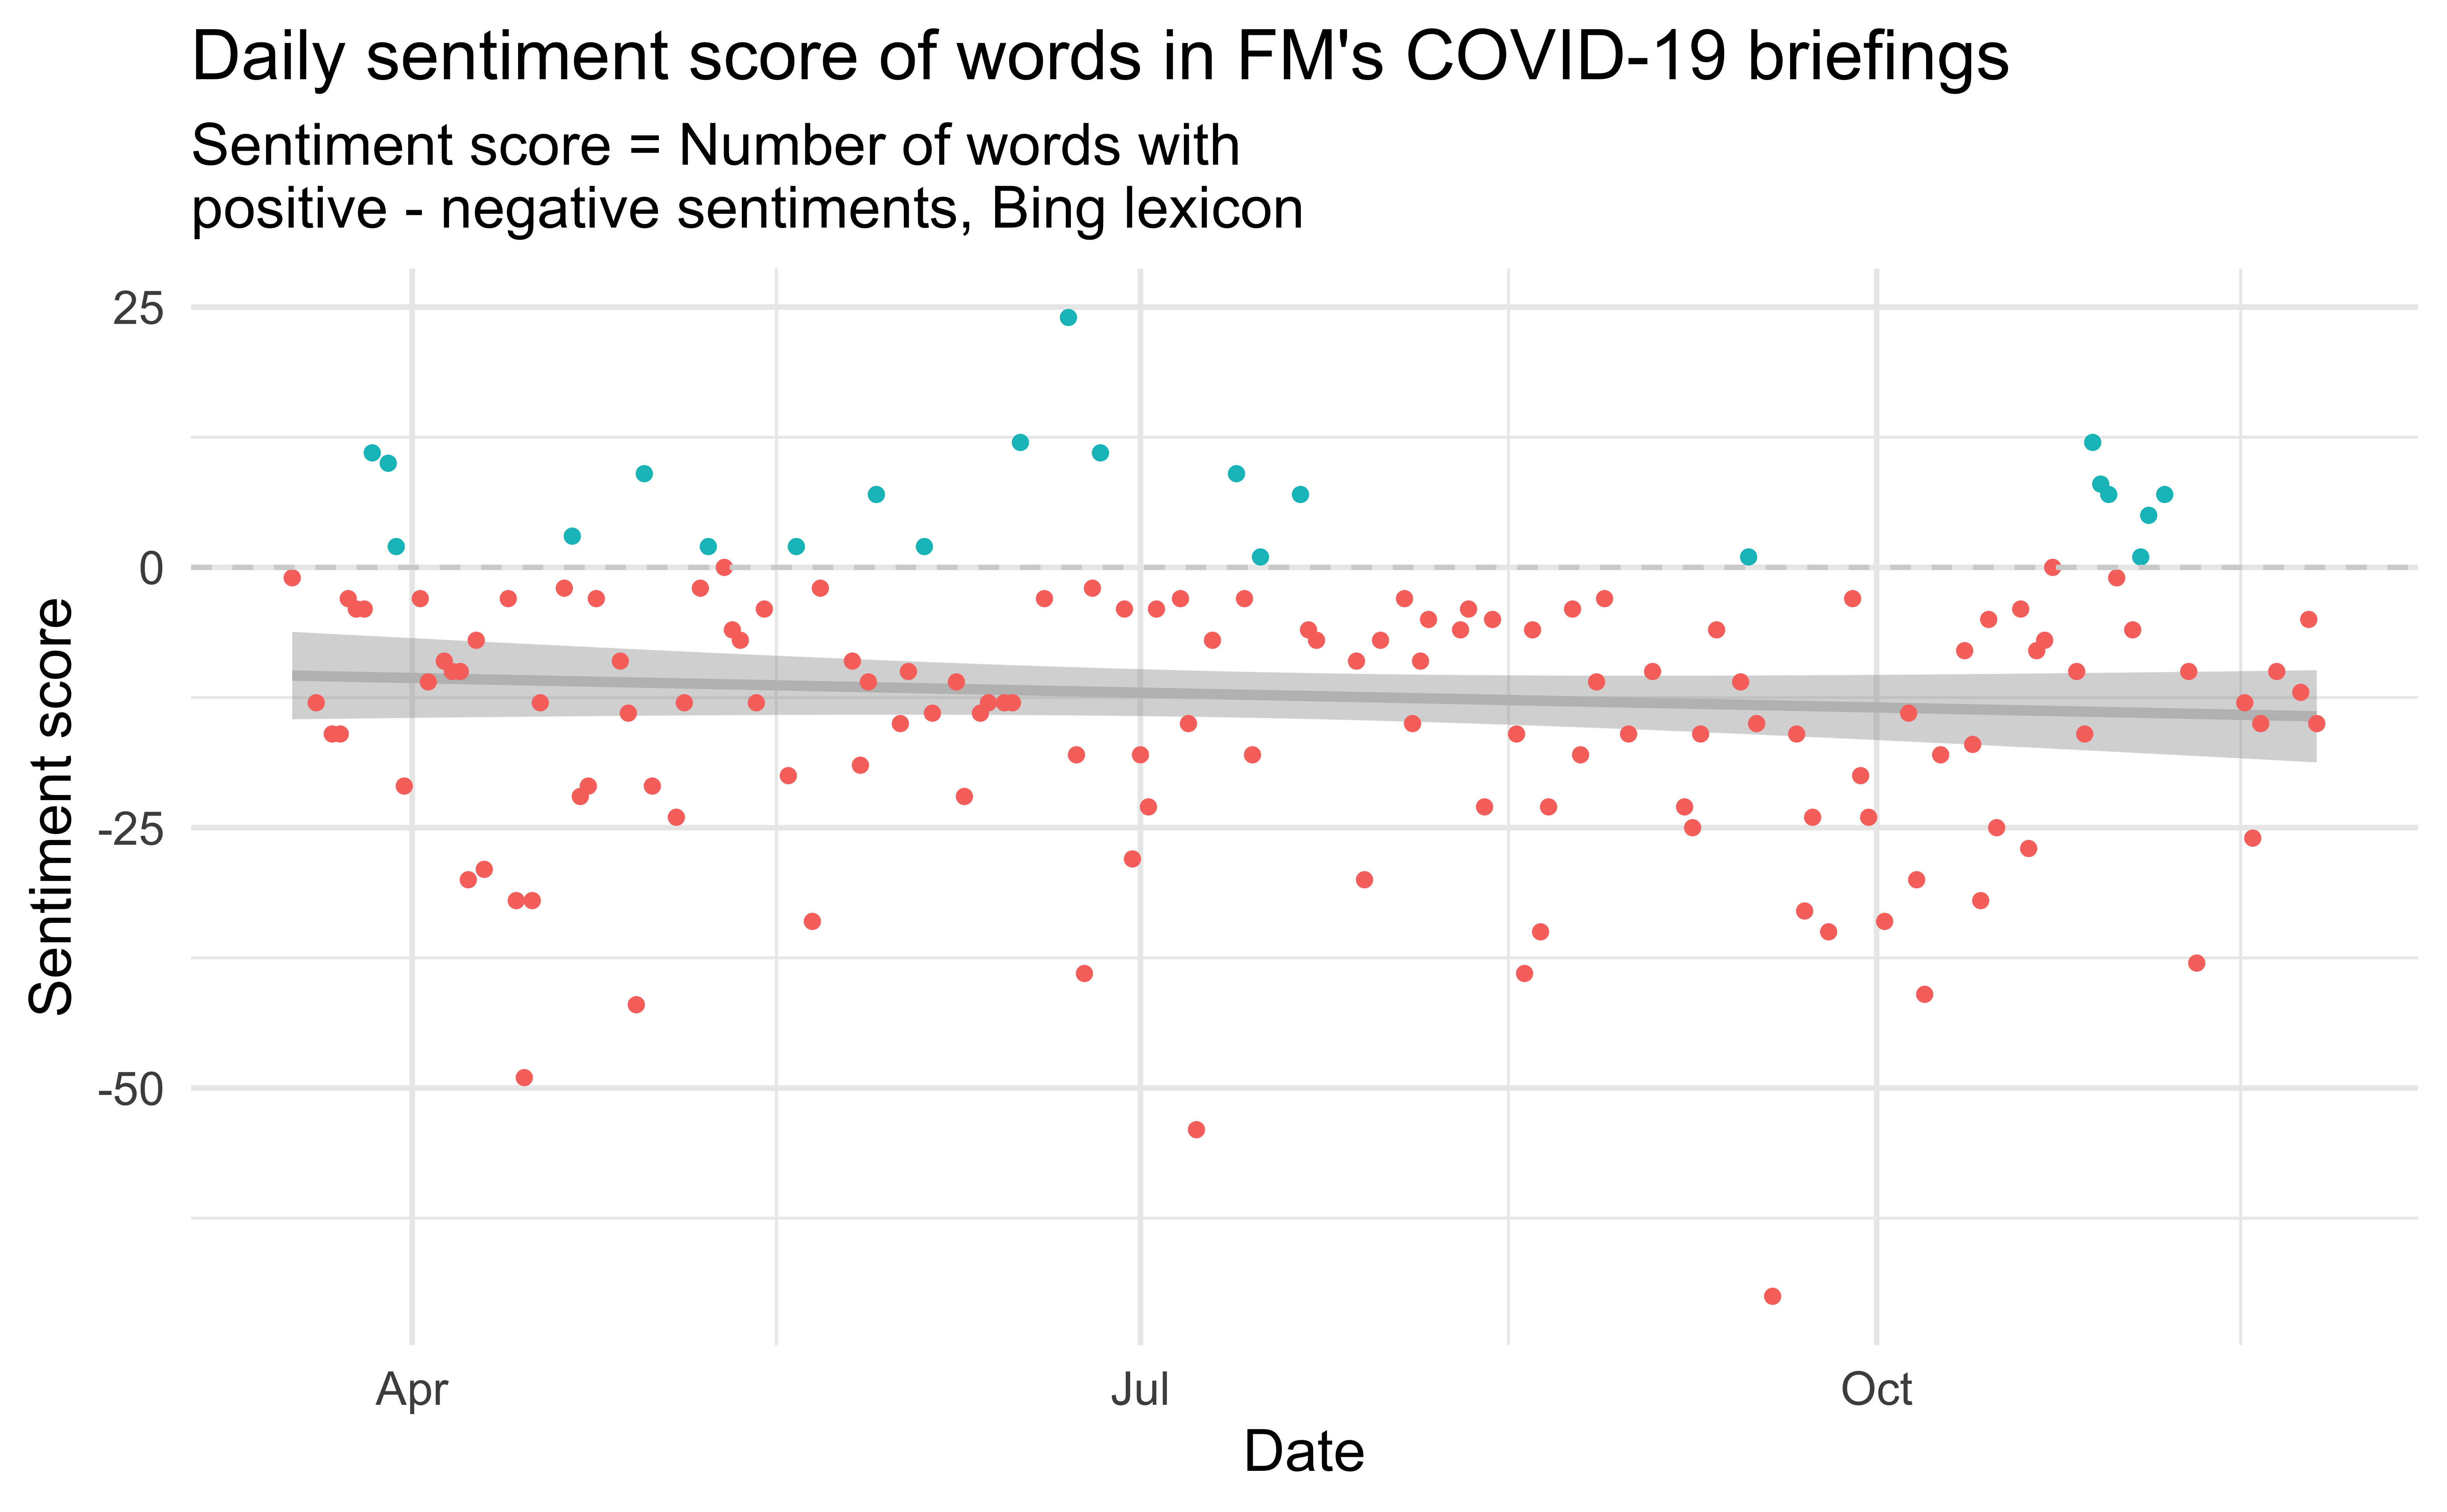 Daily sentiment score of words in FM's COVID-19 briefings
Sentiment score = Number of words with
positive - negative sentiments, Bing lexicon
25
0
-25
-50
Sentiment score
Apr
Jul
Oct
Date